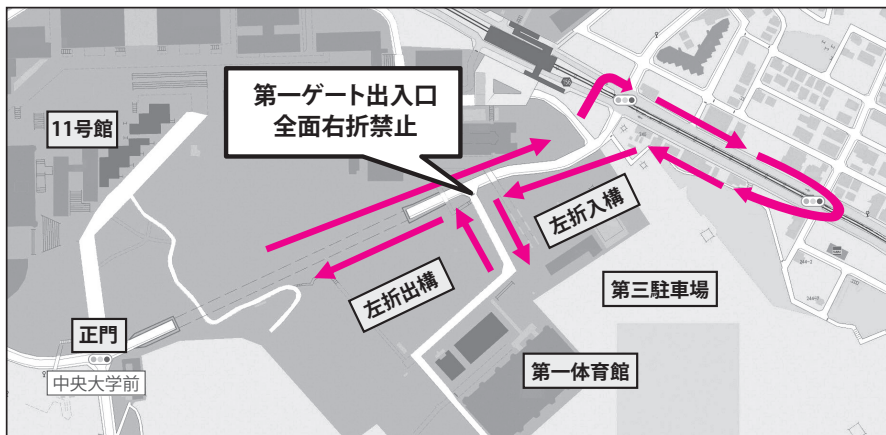 第一ゲート出入口
全面右折禁止
11号館
左折入構
左折出構
第三駐車場
正門
中央大学前
第一体育館